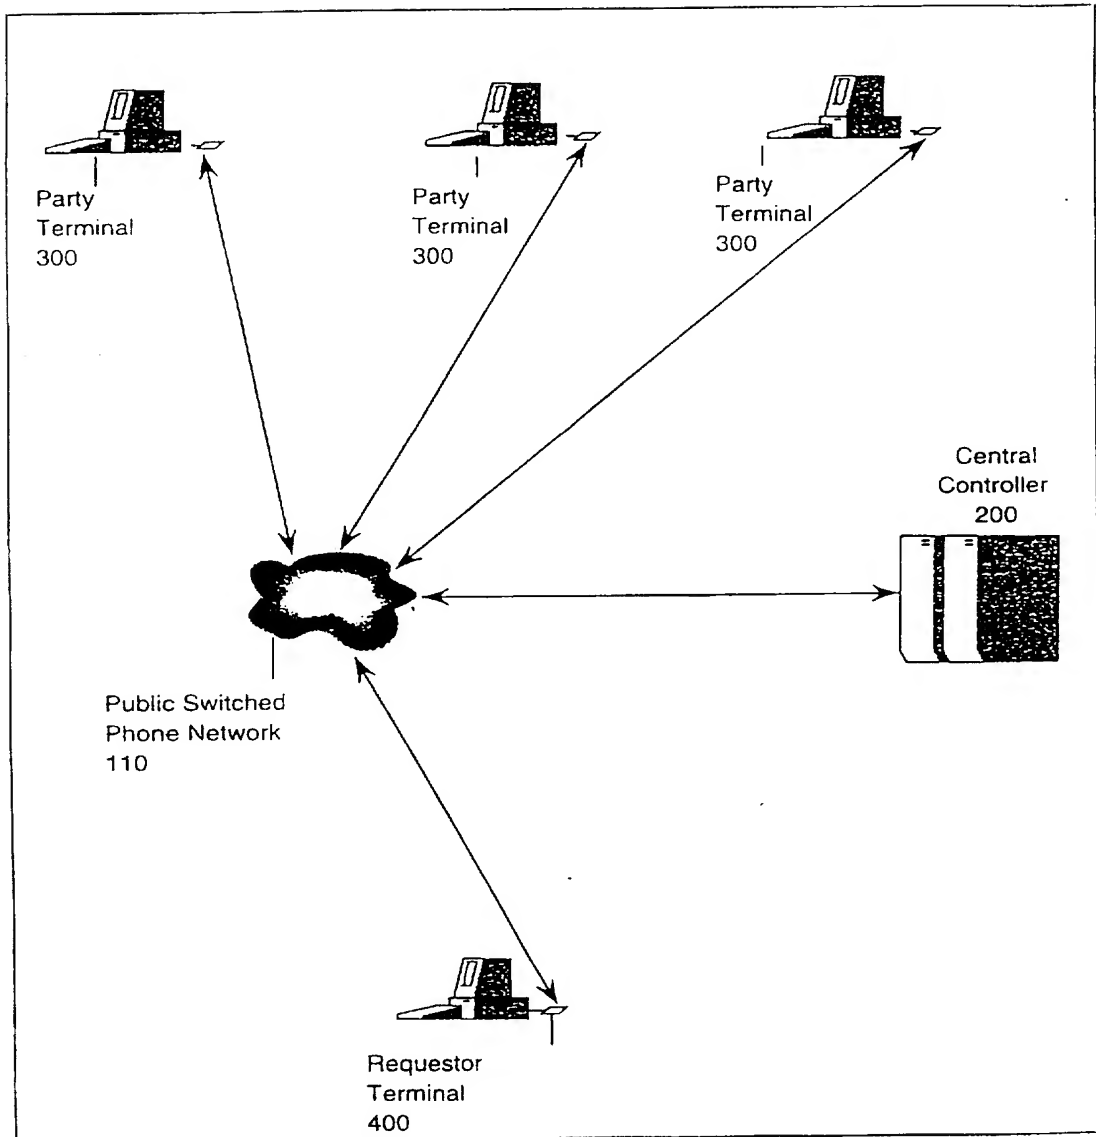 Party
Terminal
300
Party
Terminal
300
Party
Terminal
300
Central
Controller
200
Public Switched
Phone Network
110
Requestor
Terminal
400